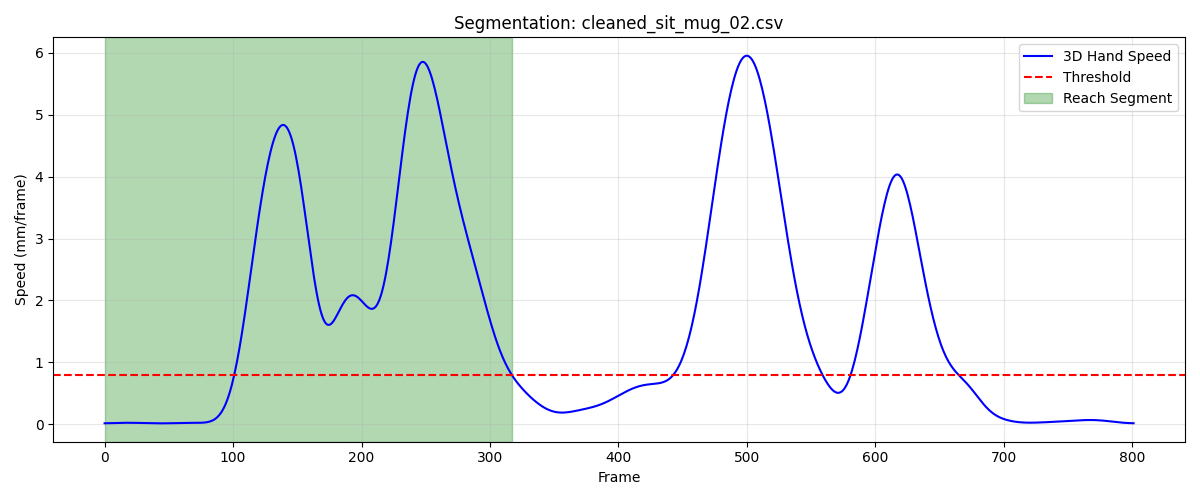 Segmentation: cleaned_sit_mug_02.csv
3D Hand Speed
Threshold
Reach Segment
Speed (mm/frame)
6
5
4
3
2
1
0
0 100 200 300 400 500 600 700 800
Frame